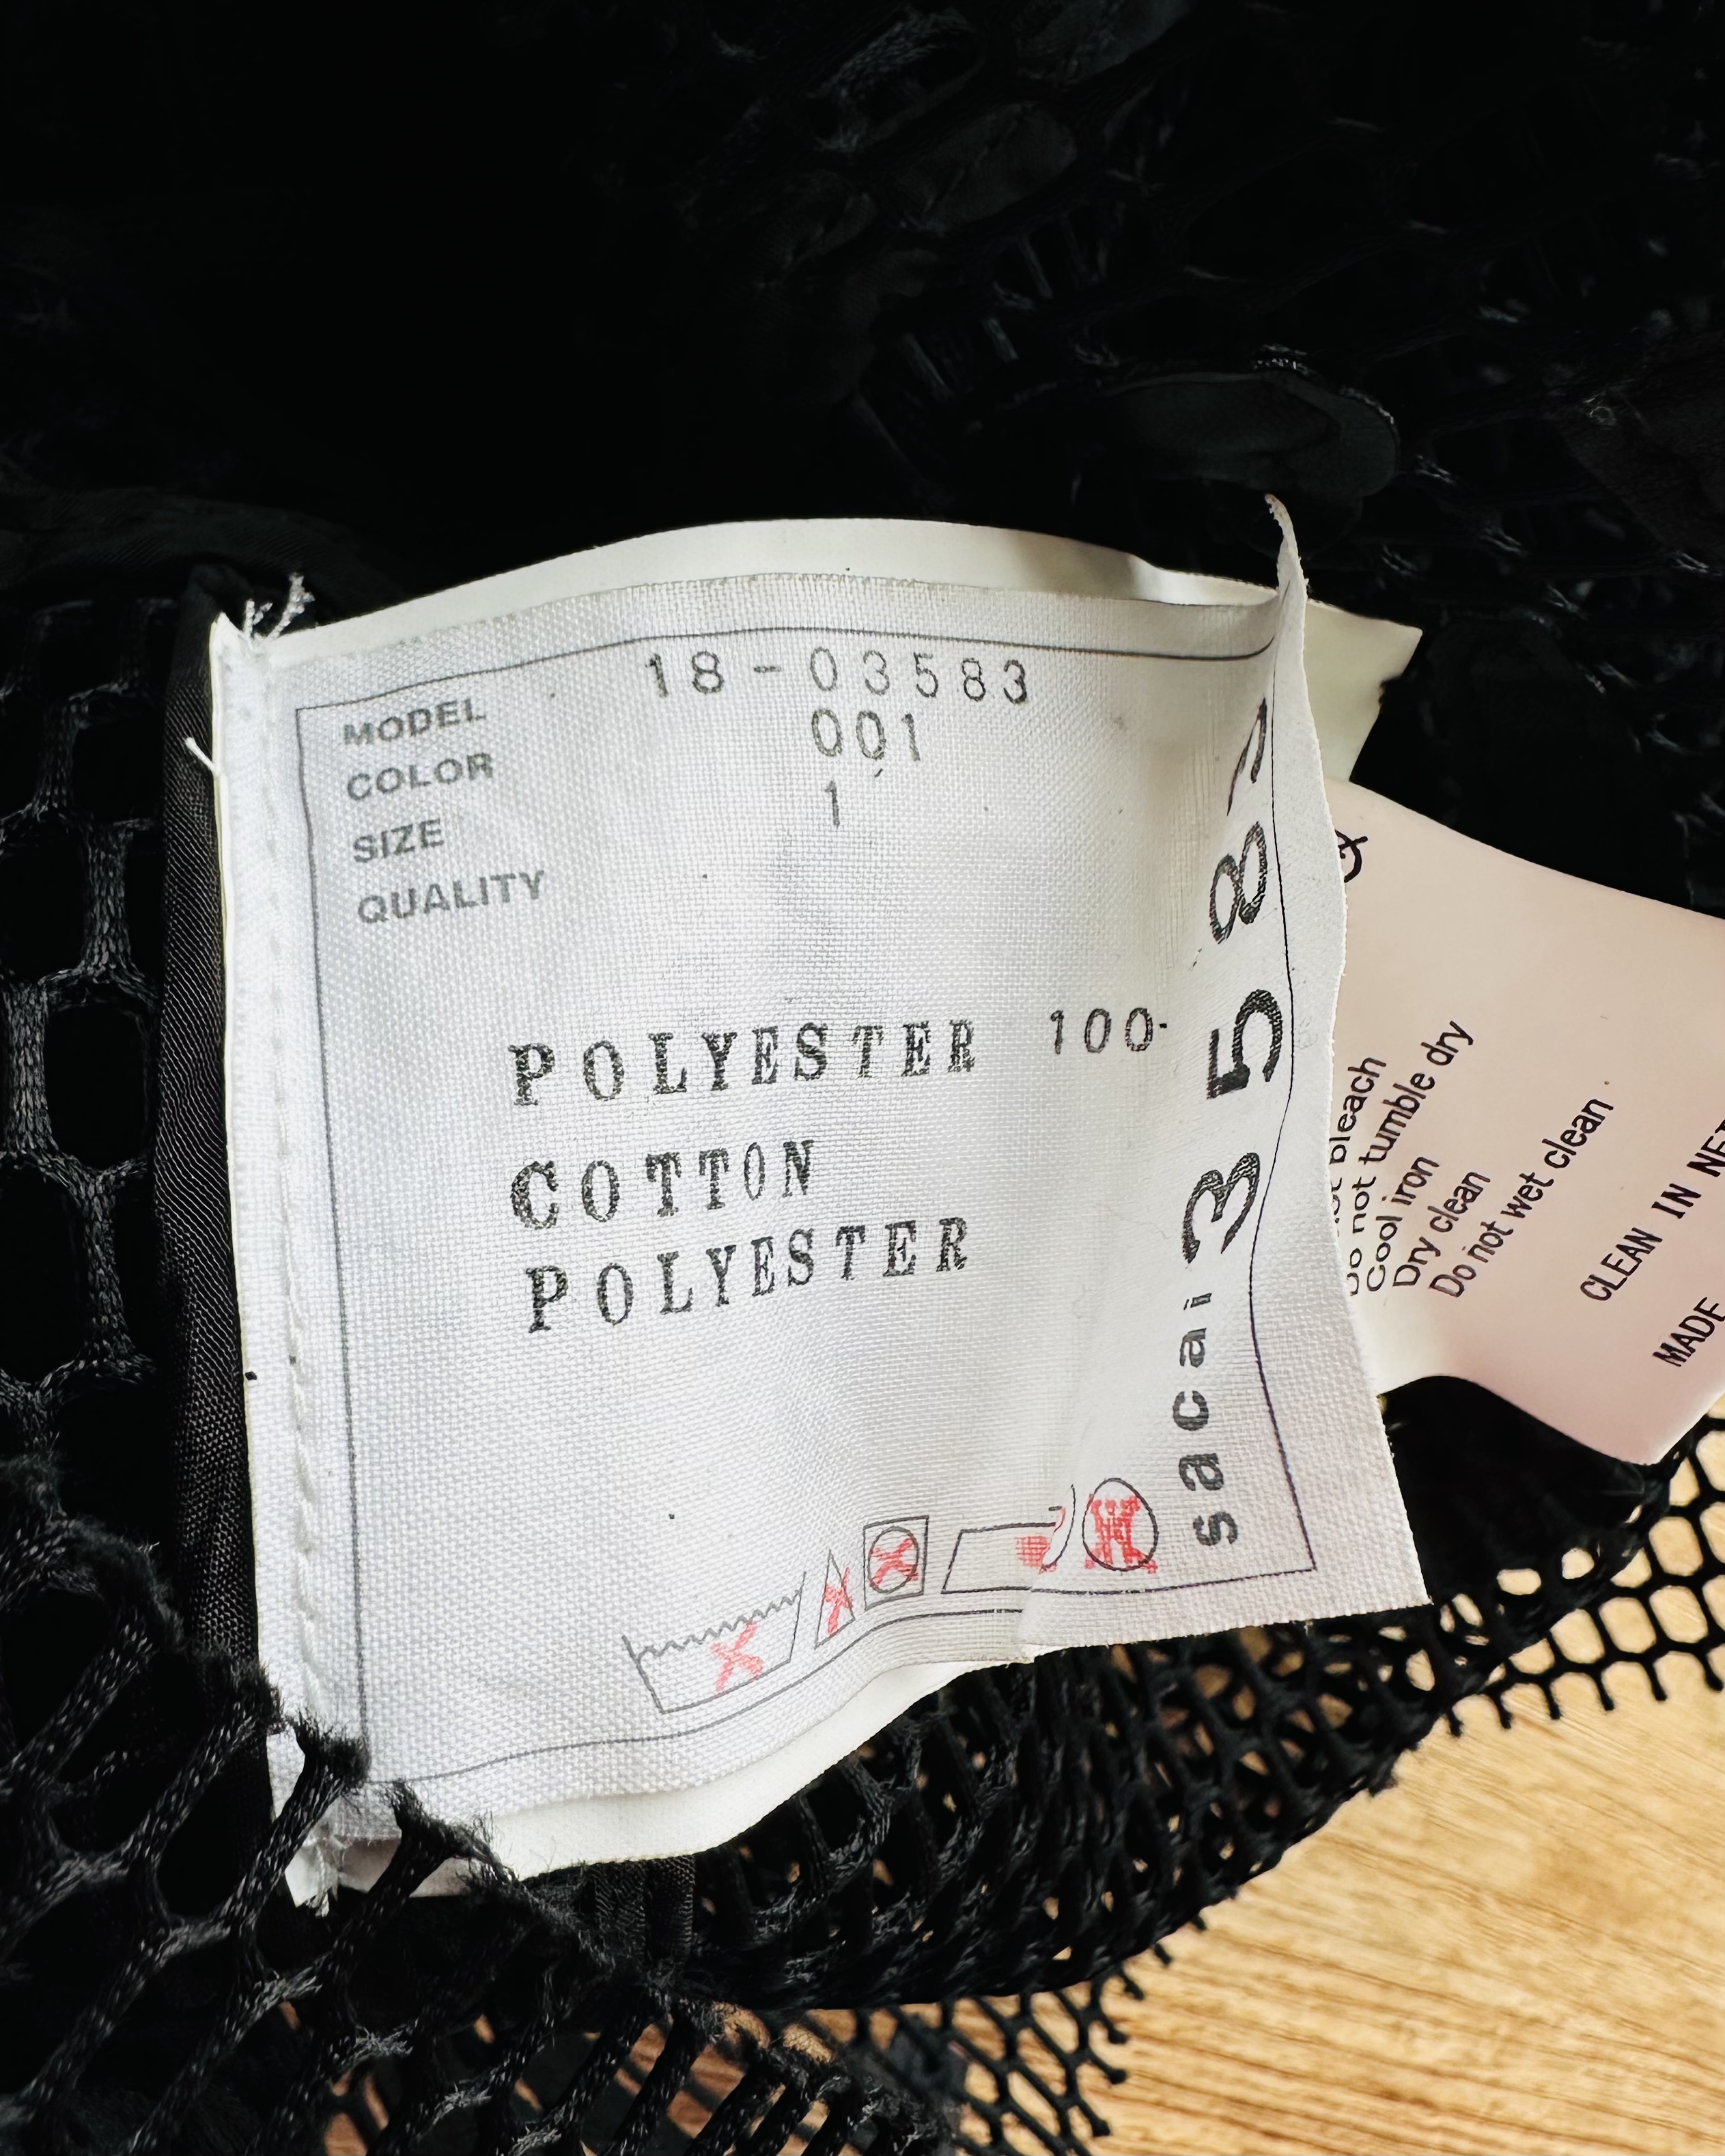 MODEL 18-03583
COLOR 001
SIZE 1
QUALITY
POLYESTER 100
COTTON
POLYESTER
sacai 3583
bleach
Do not tumble dry
Cool iron
Dry clean
Do not wet clean
CLEAN IN
MADE